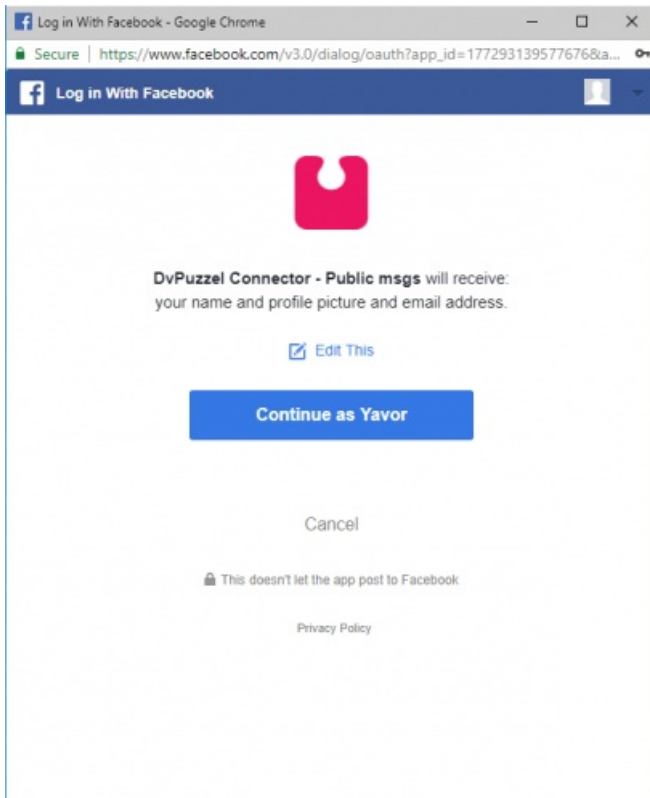 Log in With Facebook - Google Chrome
Secure | https://www.facebook.com/v3.0/dialog/oauth?app_id=177293139577676&a...
Log in With Facebook
DvPuzzel Connector - Public msgs will receive:
your name and profile picture and email address.
Edit This
Continue as Yavor
Cancel
This doesn't let the app post to Facebook
Privacy Policy